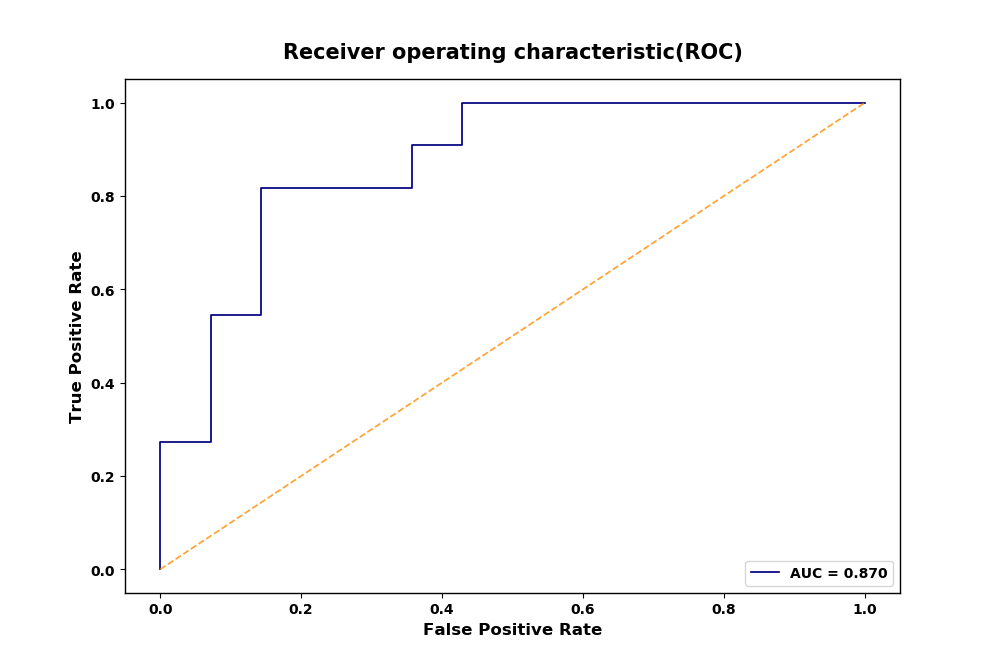 Receiver operating characteristic(ROC)
True Positive Rate
1.0
0.8
0.6
0.4
0.2
0.0
AUC = 0.870
0.0 0.2 0.4 0.6 0.8 1.0
False Positive Rate